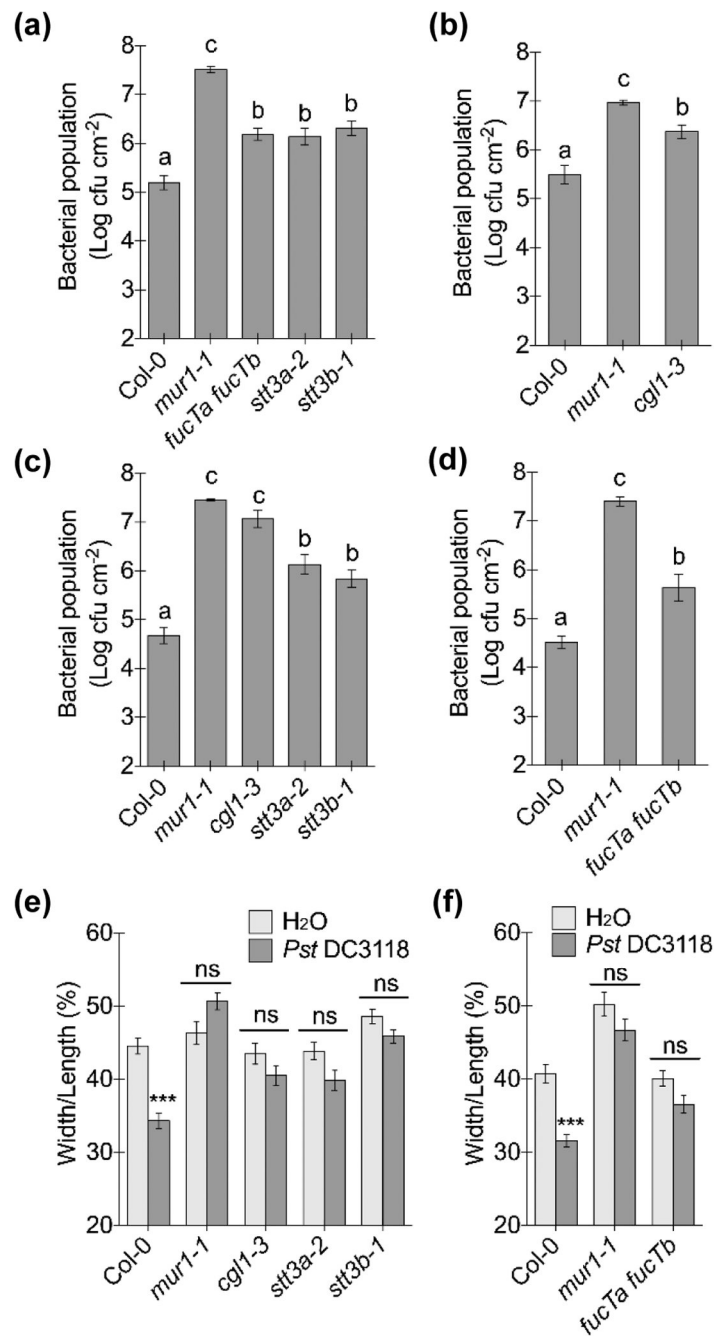 (a)
Bacterial population
(Log cfu cm-2)
8
7
6
5
4
3
2
a
c
b
b
b
Col-0
mur1-1
fucTa fucTb
stt3a-2
stt3b-1
(b)
Bacterial population
(Log cfu cm-2)
8
7
6
5
4
3
2
a
c
b
Col-0
mur1-1
cgl1-3
(c)
Bacterial population
(Log cfu cm-2)
8
7
6
5
4
3
2
a
c
c
b
b
Col-0
mur1-1
cgl1-3
stt3a-2
stt3b-1
(d)
Bacterial population
(Log cfu cm-2)
8
7
6
5
4
3
2
a
c
b
Col-0
mur1-1
fucTa fucTb
(e)
H2O
Pst DC3118
Width/Length (%)
60
50
40
30
20
***
ns
ns
ns
ns
Col-0
mur1-1
cgl1-3
stt3a-2
stt3b-1
(f)
H2O
Pst DC3118
Width/Length (%)
60
50
40
30
20
***
ns
ns
Col-0
mur1-1
fucTa fucTb